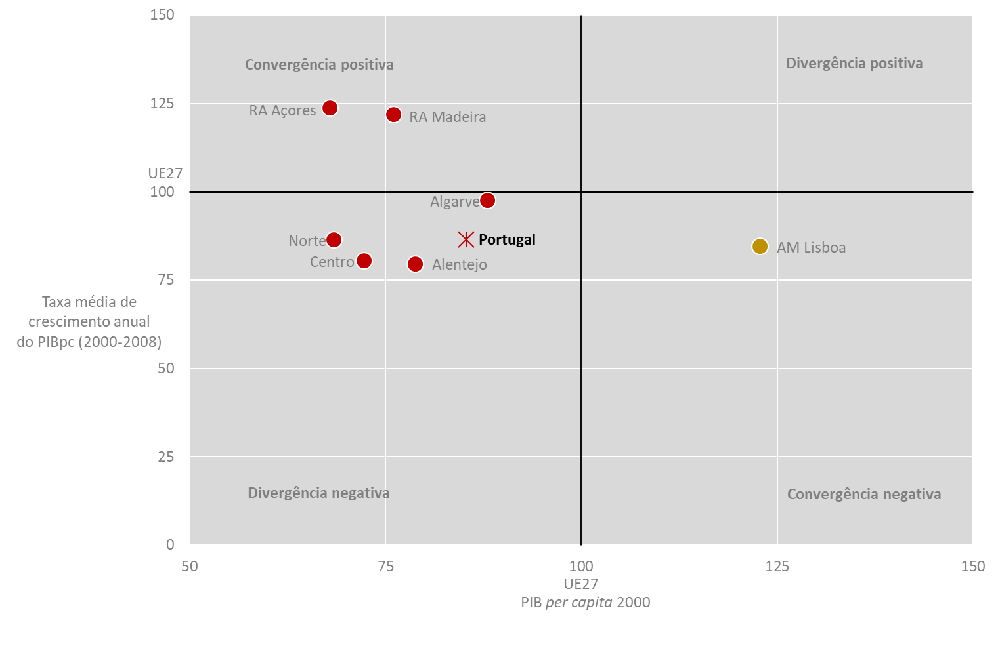 150
Convergência positiva
Divergência positiva
RA Açores
125
RA Madeira
UE27
100
Algarve
Norte
Portugal
AM Lisboa
Centro
Alentejo
75
Taxa média de
crescimento anual
do PIBpc (2000-2008)
50
25
Divergência negativa
Convergência negativa
0
50 75 100 125 150
UE27
PIB per capita 2000